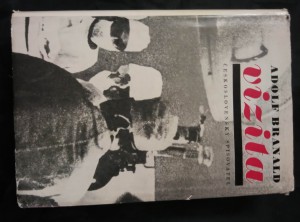 ADOLF BRANALD
vizita
ČESKOSLOVENSKÝ SPISOVATEL